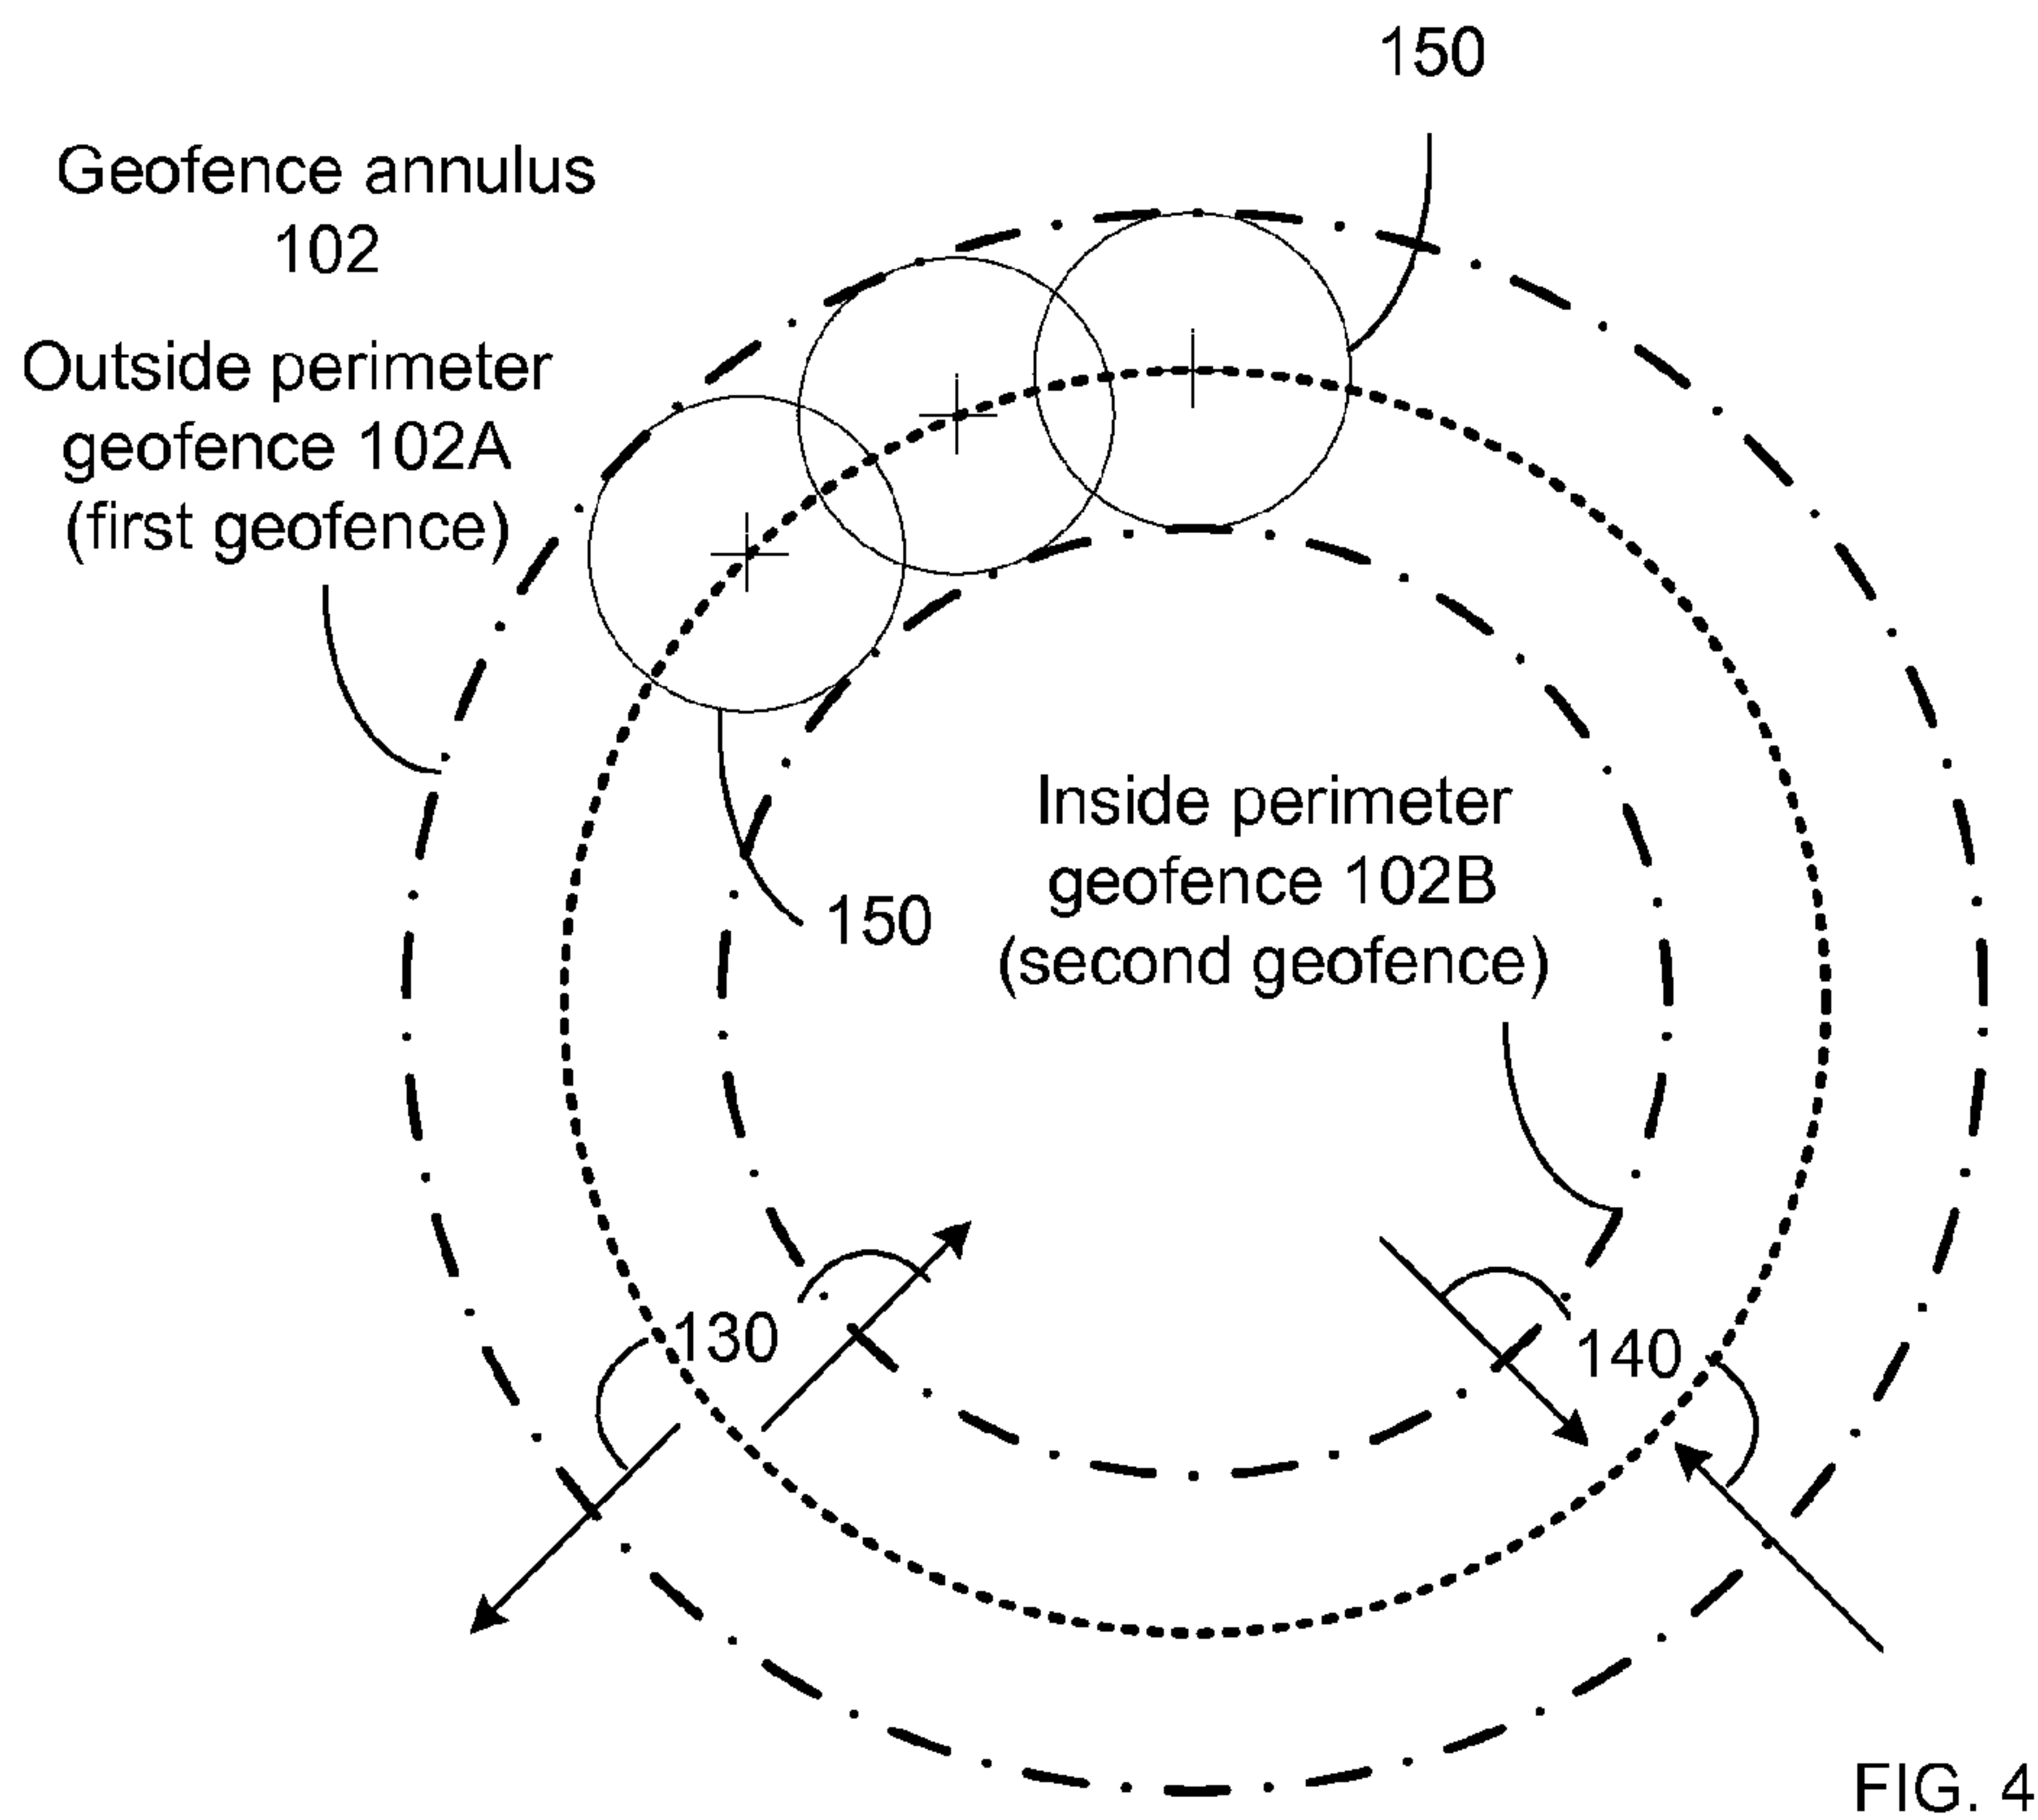 150
Geofence annulus
102
Outside perimeter
geofence 102A
(first geofence)
Inside perimeter
geofence 102B
(second geofence)
150
130
140
FIG. 4